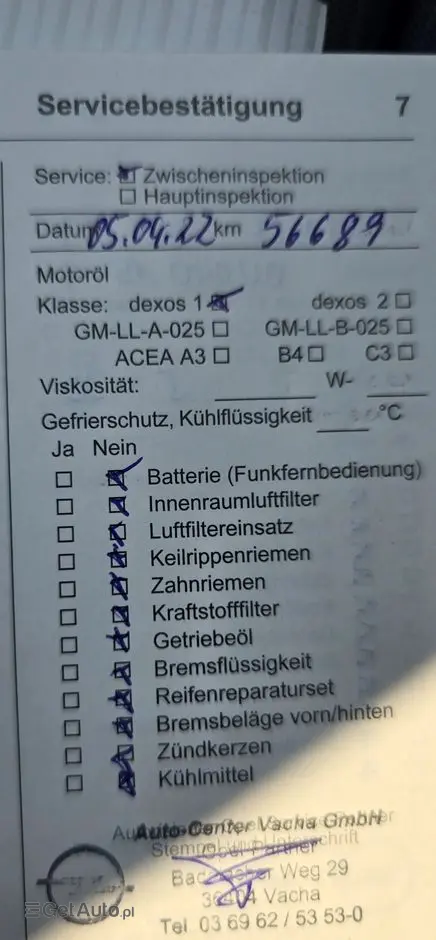 Servicebestätigung 7
Service: Zwischeninspektion
Hauptinspektion
Datum 05.04.22 km 56689
Motoröl
Klasse: dexos 1 dexos 2
GM-LL-A-025 GM-LL-B-025
ACEA A3 B4 C3
Viskosität: W-
Gefrierschutz, Kühlflüssigkeit °C
Ja Nein
Batterie (Funkfernbedienung)
Innenraumluftfilter
Luftfiltereinsatz
Keilrippenriemen
Zahnriemen
Kraftstofffilter
Getriebeöl
Bremsflüssigkeit
Reifenreparaturset
Bremsbeläge vorn/hinten
Zündkerzen
Kühlmittel
Auto-Center Vacha GmbH
Opel Partner
Weg 29
Vacha
Tel 03 69 62 / 53 53-0
GetAuto.pl